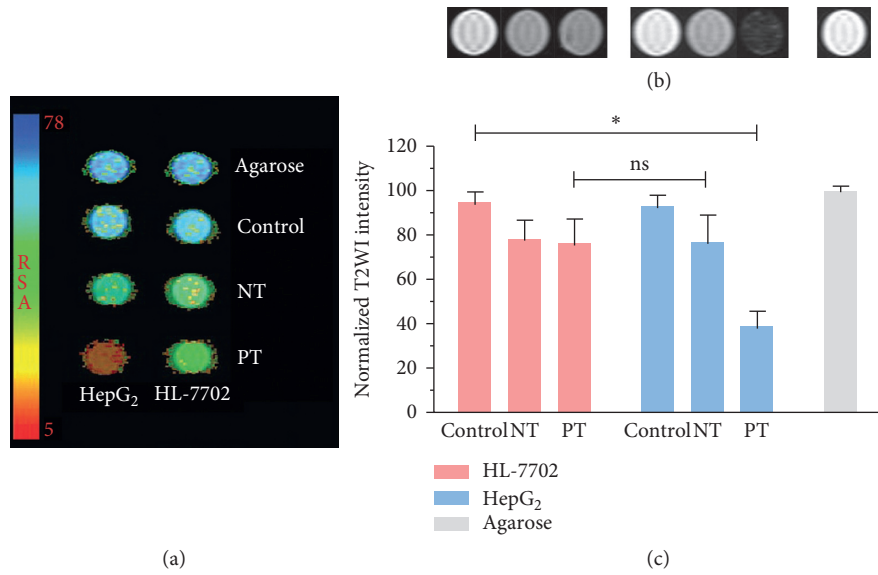 78
R
S
A
5
Agarose
Control
NT
PT
HepG₂ HL-7702
(a)
(b)
Normalized T2WI intensity
120
100
80
60
40
20
0
*
ns
Control NT PT Control NT PT
HL-7702
HepG₂
Agarose
(c)